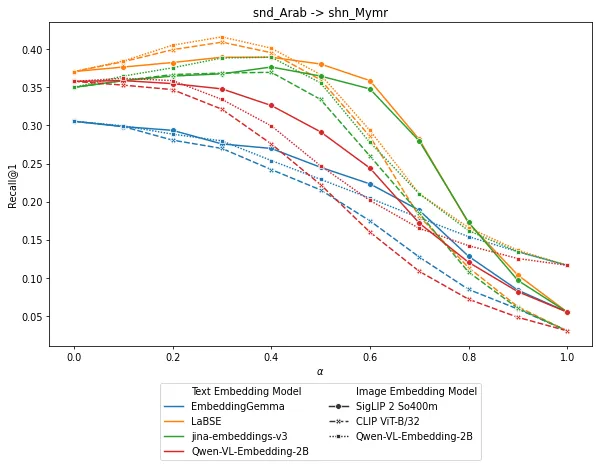 snd_Arab -> shn_Mymr
0.40
0.35
0.30
0.25
0.20
0.15
0.10
0.05
Recall@1
0.0 0.2 0.4 0.6 0.8 1.0
α
Text Embedding Model Image Embedding Model
EmbeddingGemma SigLIP 2 So400m
LaBSE CLIP ViT-B/32
jina-embeddings-v3 Qwen-VL-Embedding-2B
Qwen-VL-Embedding-2B